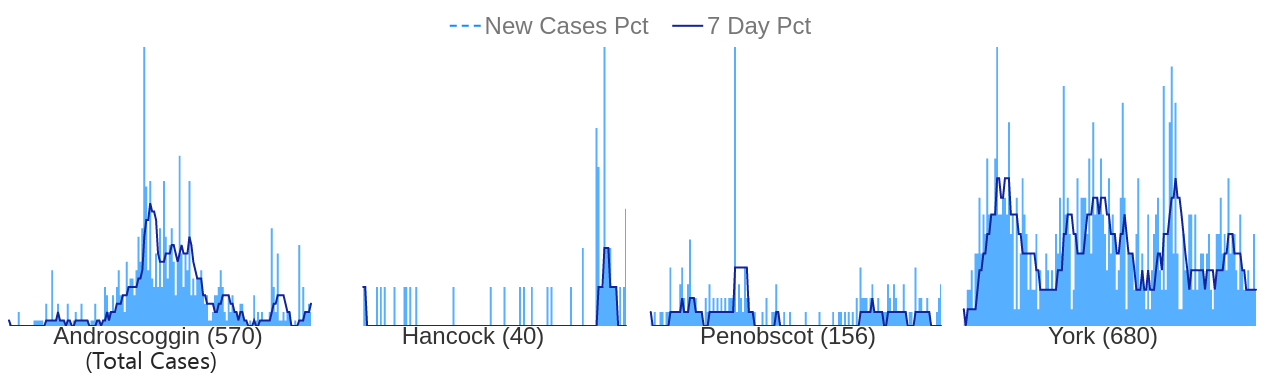 New Cases Pct 7 Day Pct
Androscoggin (570) Hancock (40) Penobscot (156) York (680)
(Total Cases)